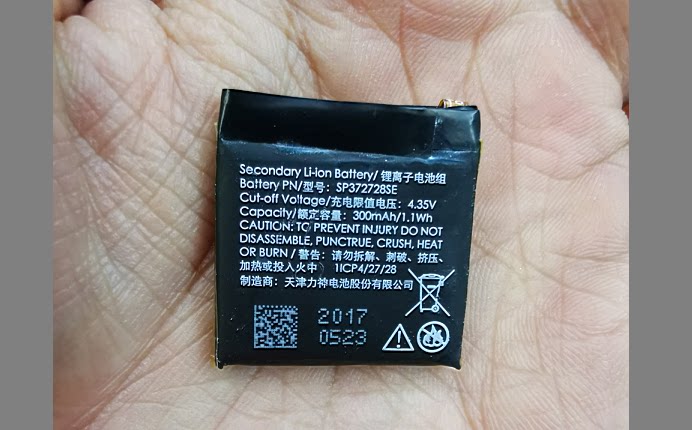 Secondary Li-ion Battery/ 锂离子电池组
Battery PN/型号: SP372728SE
Cut-off Voltage/充电限值电压: 4.35V
Capacity/额定容量: 300mAh/1.1Wh
CAUTION: TO PREVENT INJURY DO NOT
DISASSEMBLE, PUNCTRUE, CRUSH, HEAT
OR BURN / 警告: 请勿拆解、刺破、挤压、
加热或投入火中 1ICP4/27/28
制造商: 天津力神电池股份有限公司
2017
0523